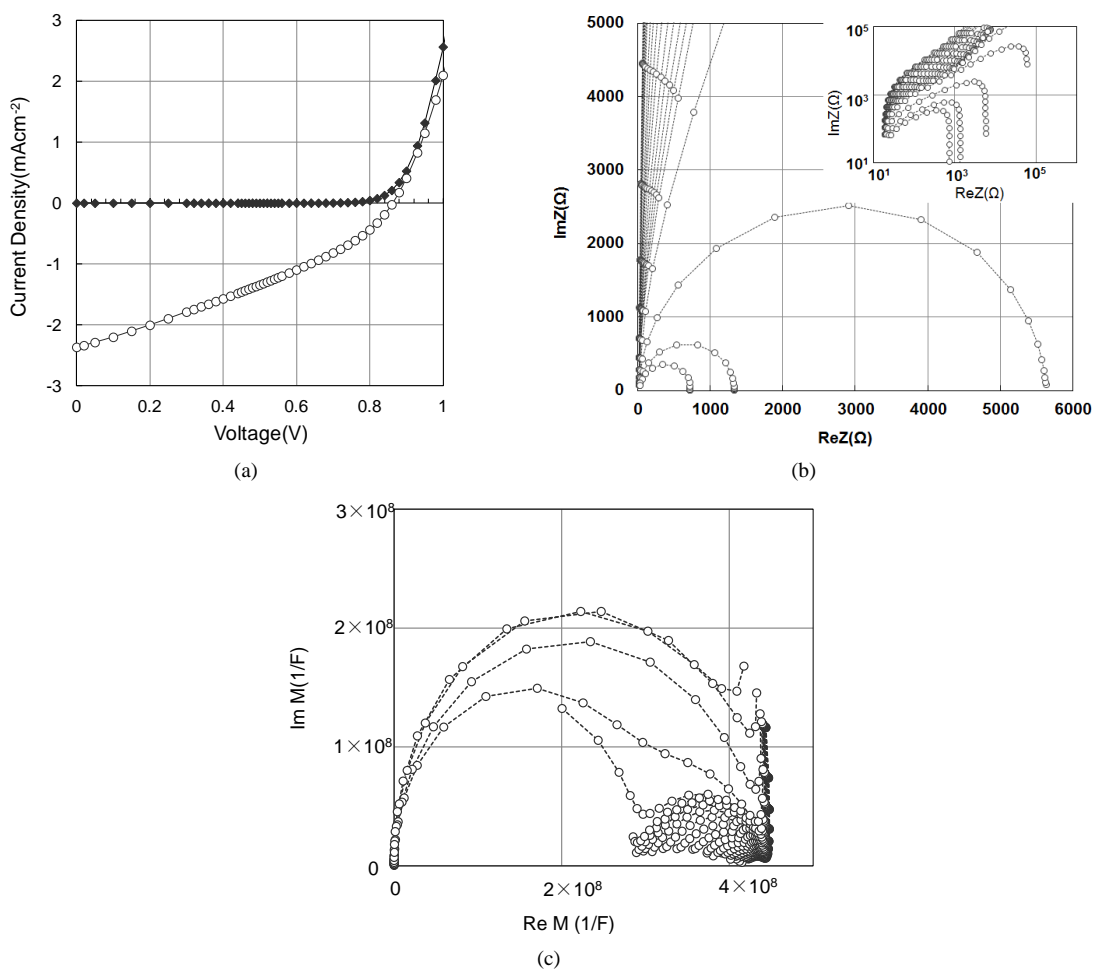 3
2
1
0
-1
-2
-3
0 0.2 0.4 0.6 0.8 1
Current Density(mAcm⁻²)
Voltage(V)
(a)
5000
4000
3000
2000
1000
0
0 1000 2000 3000 4000 5000 6000
ImZ(Ω)
ReZ(Ω)
10⁵
10³
10¹
10¹ 10³ 10⁵
ImZ(Ω)
ReZ(Ω)
(b)
3×10⁸
2×10⁸
1×10⁸
0
0 2×10⁸ 4×10⁸
Im M(1/F)
Re M (1/F)
(c)